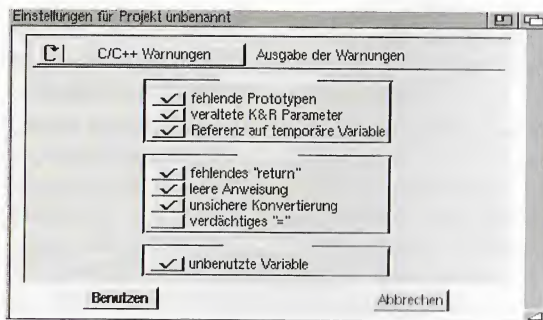 Einstellungen für Projekt unbenannt
C/C++ Warnungen Ausgabe der Warnungen
fehlende Prototypen
veraltete K&R Parameter
Referenz auf temporäre Variable
fehlendes "return"
leere Anweisung
unsichere Konvertierung
verdächtiges "="
unbenutzte Variable
Benutzen Abbrechen